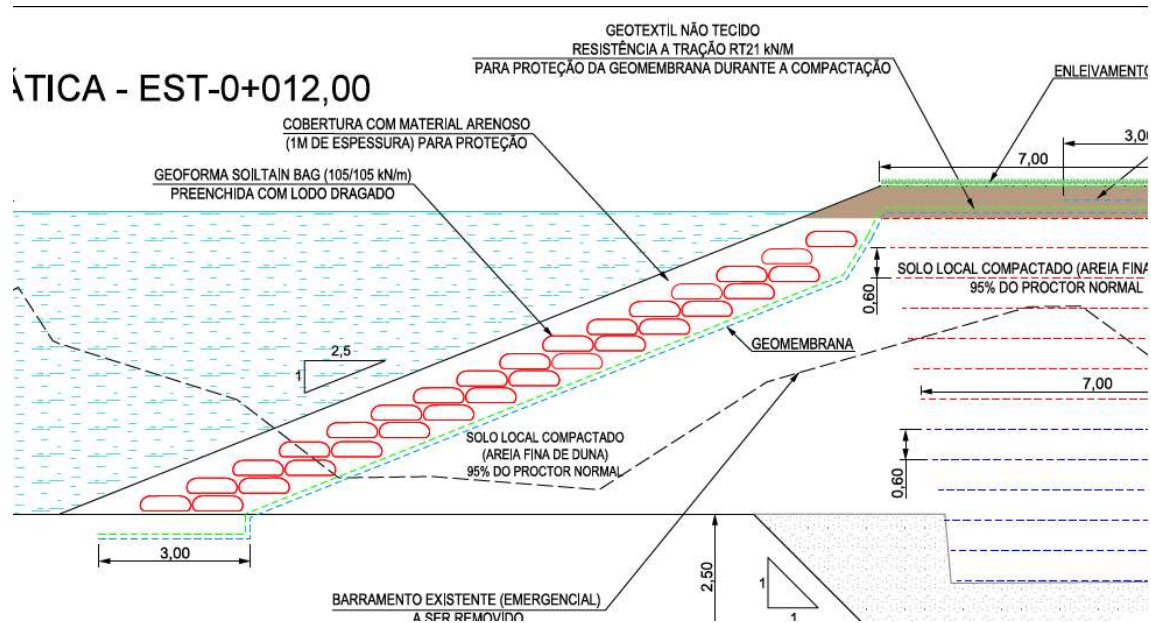 GEOTEXTIL NÃO TECIDO
RESISTÊNCIA A TRAÇÃO RT21 kN/M
PARA PROTEÇÃO DA GEOMEMBRANA DURANTE A COMPACTAÇÃO
ENLEIVAMENTO
ÁTICA - EST-0+012,00
COBERTURA COM MATERIAL ARENOSO
(1M DE ESPESSURA) PARA PROTEÇÃO
3,00
7,00
GEOFORMA SOILTAIN BAG (105/105 kN/m)
PREENCHIDA COM LODO DRAGADO
SOLO LOCAL COMPACTADO (AREIA FINA
95% DO PROCTOR NORMAL
0,60
GEOMEMBRANA
2,5
1
7,00
SOLO LOCAL COMPACTADO
(AREIA FINA DE DUNA)
95% DO PROCTOR NORMAL
0,60
3,00
2,50
1
1
BARRAMENTO EXISTENTE (EMERGENCIAL)
A SER REMOVIDO